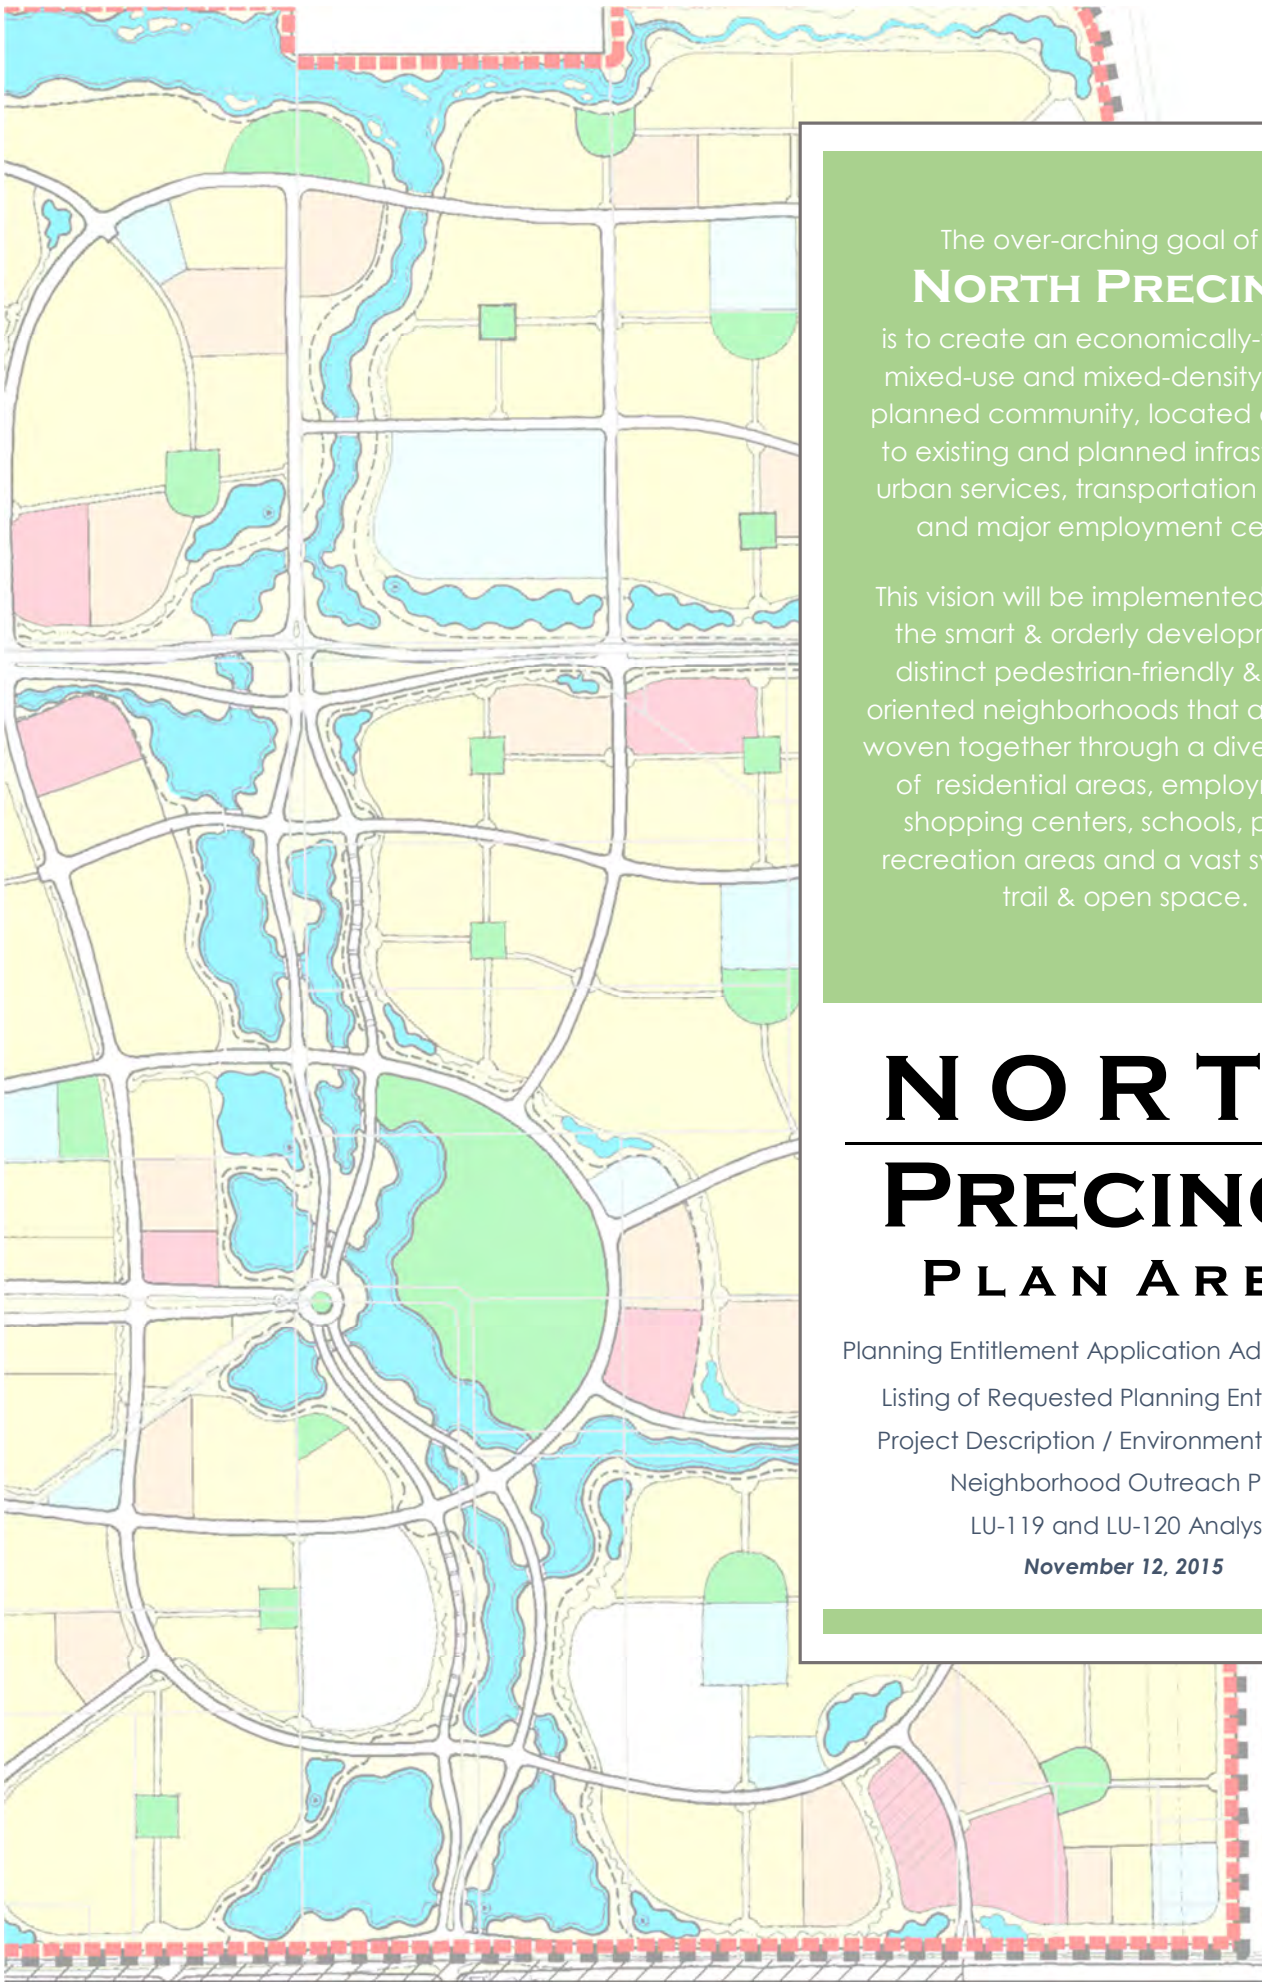 The over-arching goal of
NORTH PRECIN
is to create an economically-
mixed-use and mixed-density
planned community, located
to existing and planned infras
urban services, transportation
and major employment ce
This vision will be implemented
the smart & orderly develop
distinct pedestrian-friendly &
oriented neighborhoods that a
woven together through a dive
of residential areas, employ
shopping centers, schools, p
recreation areas and a vast s
trail & open space.
NORT
PRECINC
PLAN ARE
Planning Entitlement Application Ad
Listing of Requested Planning Ent
Project Description / Environment
Neighborhood Outreach P
LU-119 and LU-120 Analys
November 12, 2015